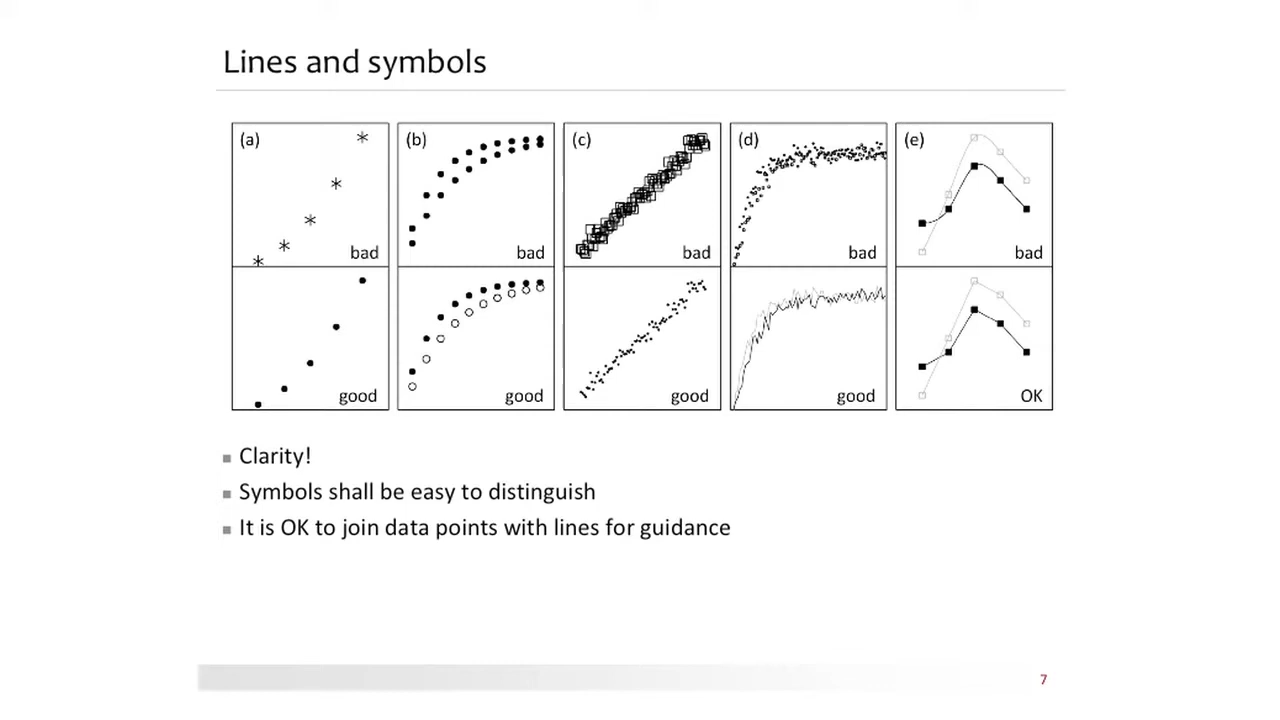 Lines and symbols
(a) (b) (c) (d) (e)
bad bad bad bad bad
good good good good OK
Clarity!
Symbols shall be easy to distinguish
It is OK to join data points with lines for guidance
7